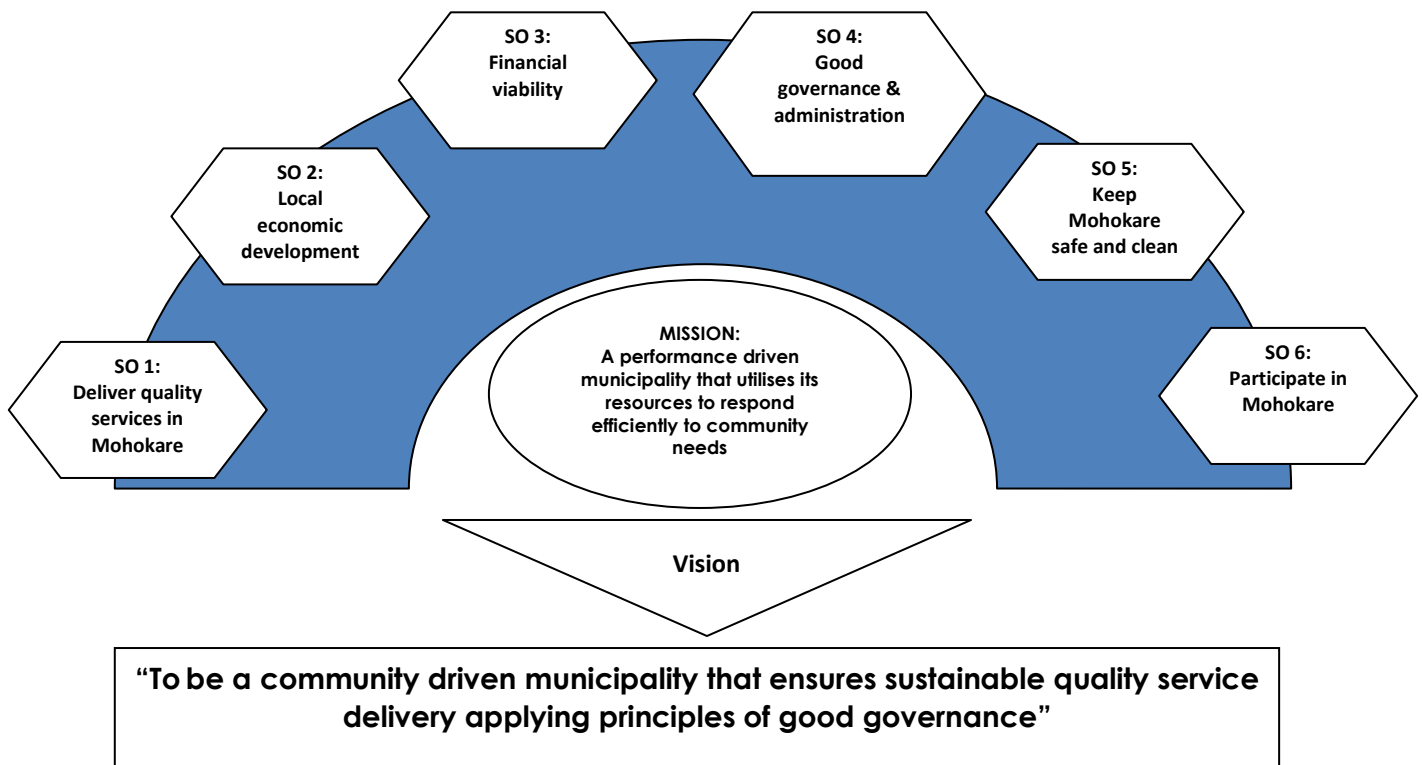 SO 1:
Deliver quality
services in
Mohokare
SO 2:
Local
economic
development
SO 3:
Financial
viability
SO 4:
Good
governance &
administration
SO 5:
Keep
Mohokare
safe and clean
SO 6:
Participate in
Mohokare
MISSION:
A performance driven
municipality that utilises its
resources to respond
efficiently to community
needs
Vision
“To be a community driven municipality that ensures sustainable quality service
delivery applying principles of good governance”